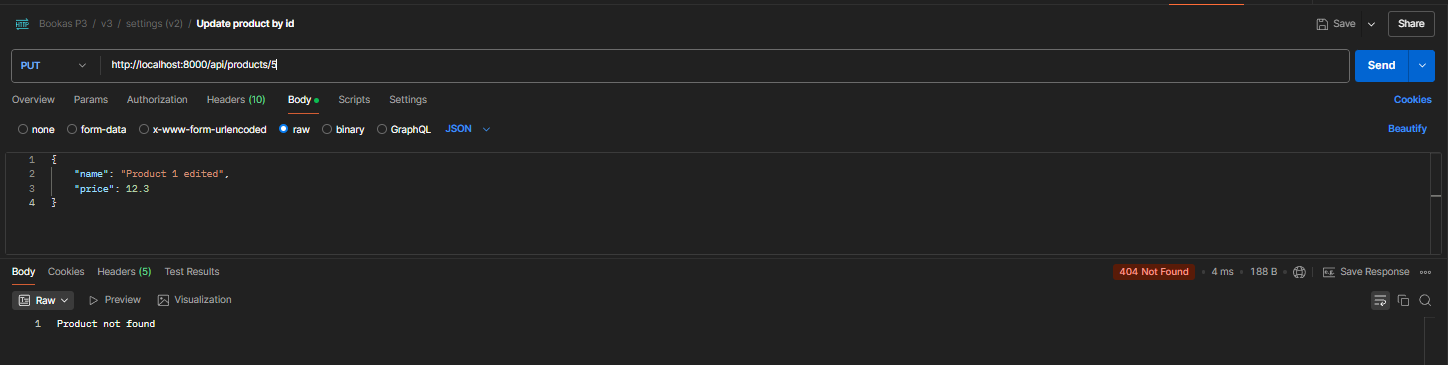 HTTP Bookas P3 / v3 / settings (v2) / Update product by id Save Share
PUT http://localhost:8000/api/products/5 Send
Overview Params Authorization Headers (10) Body Scripts Settings Cookies
none form-data x-www-form-urlencoded raw binary GraphQL JSON Beautify
1 {
2 "name": "Product 1 edited",
3 "price": 12.3
4 }
Body Cookies Headers (5) Test Results 404 Not Found • 4 ms • 188 B • e.g. Save Response
Raw Preview Visualization
1 Product not found